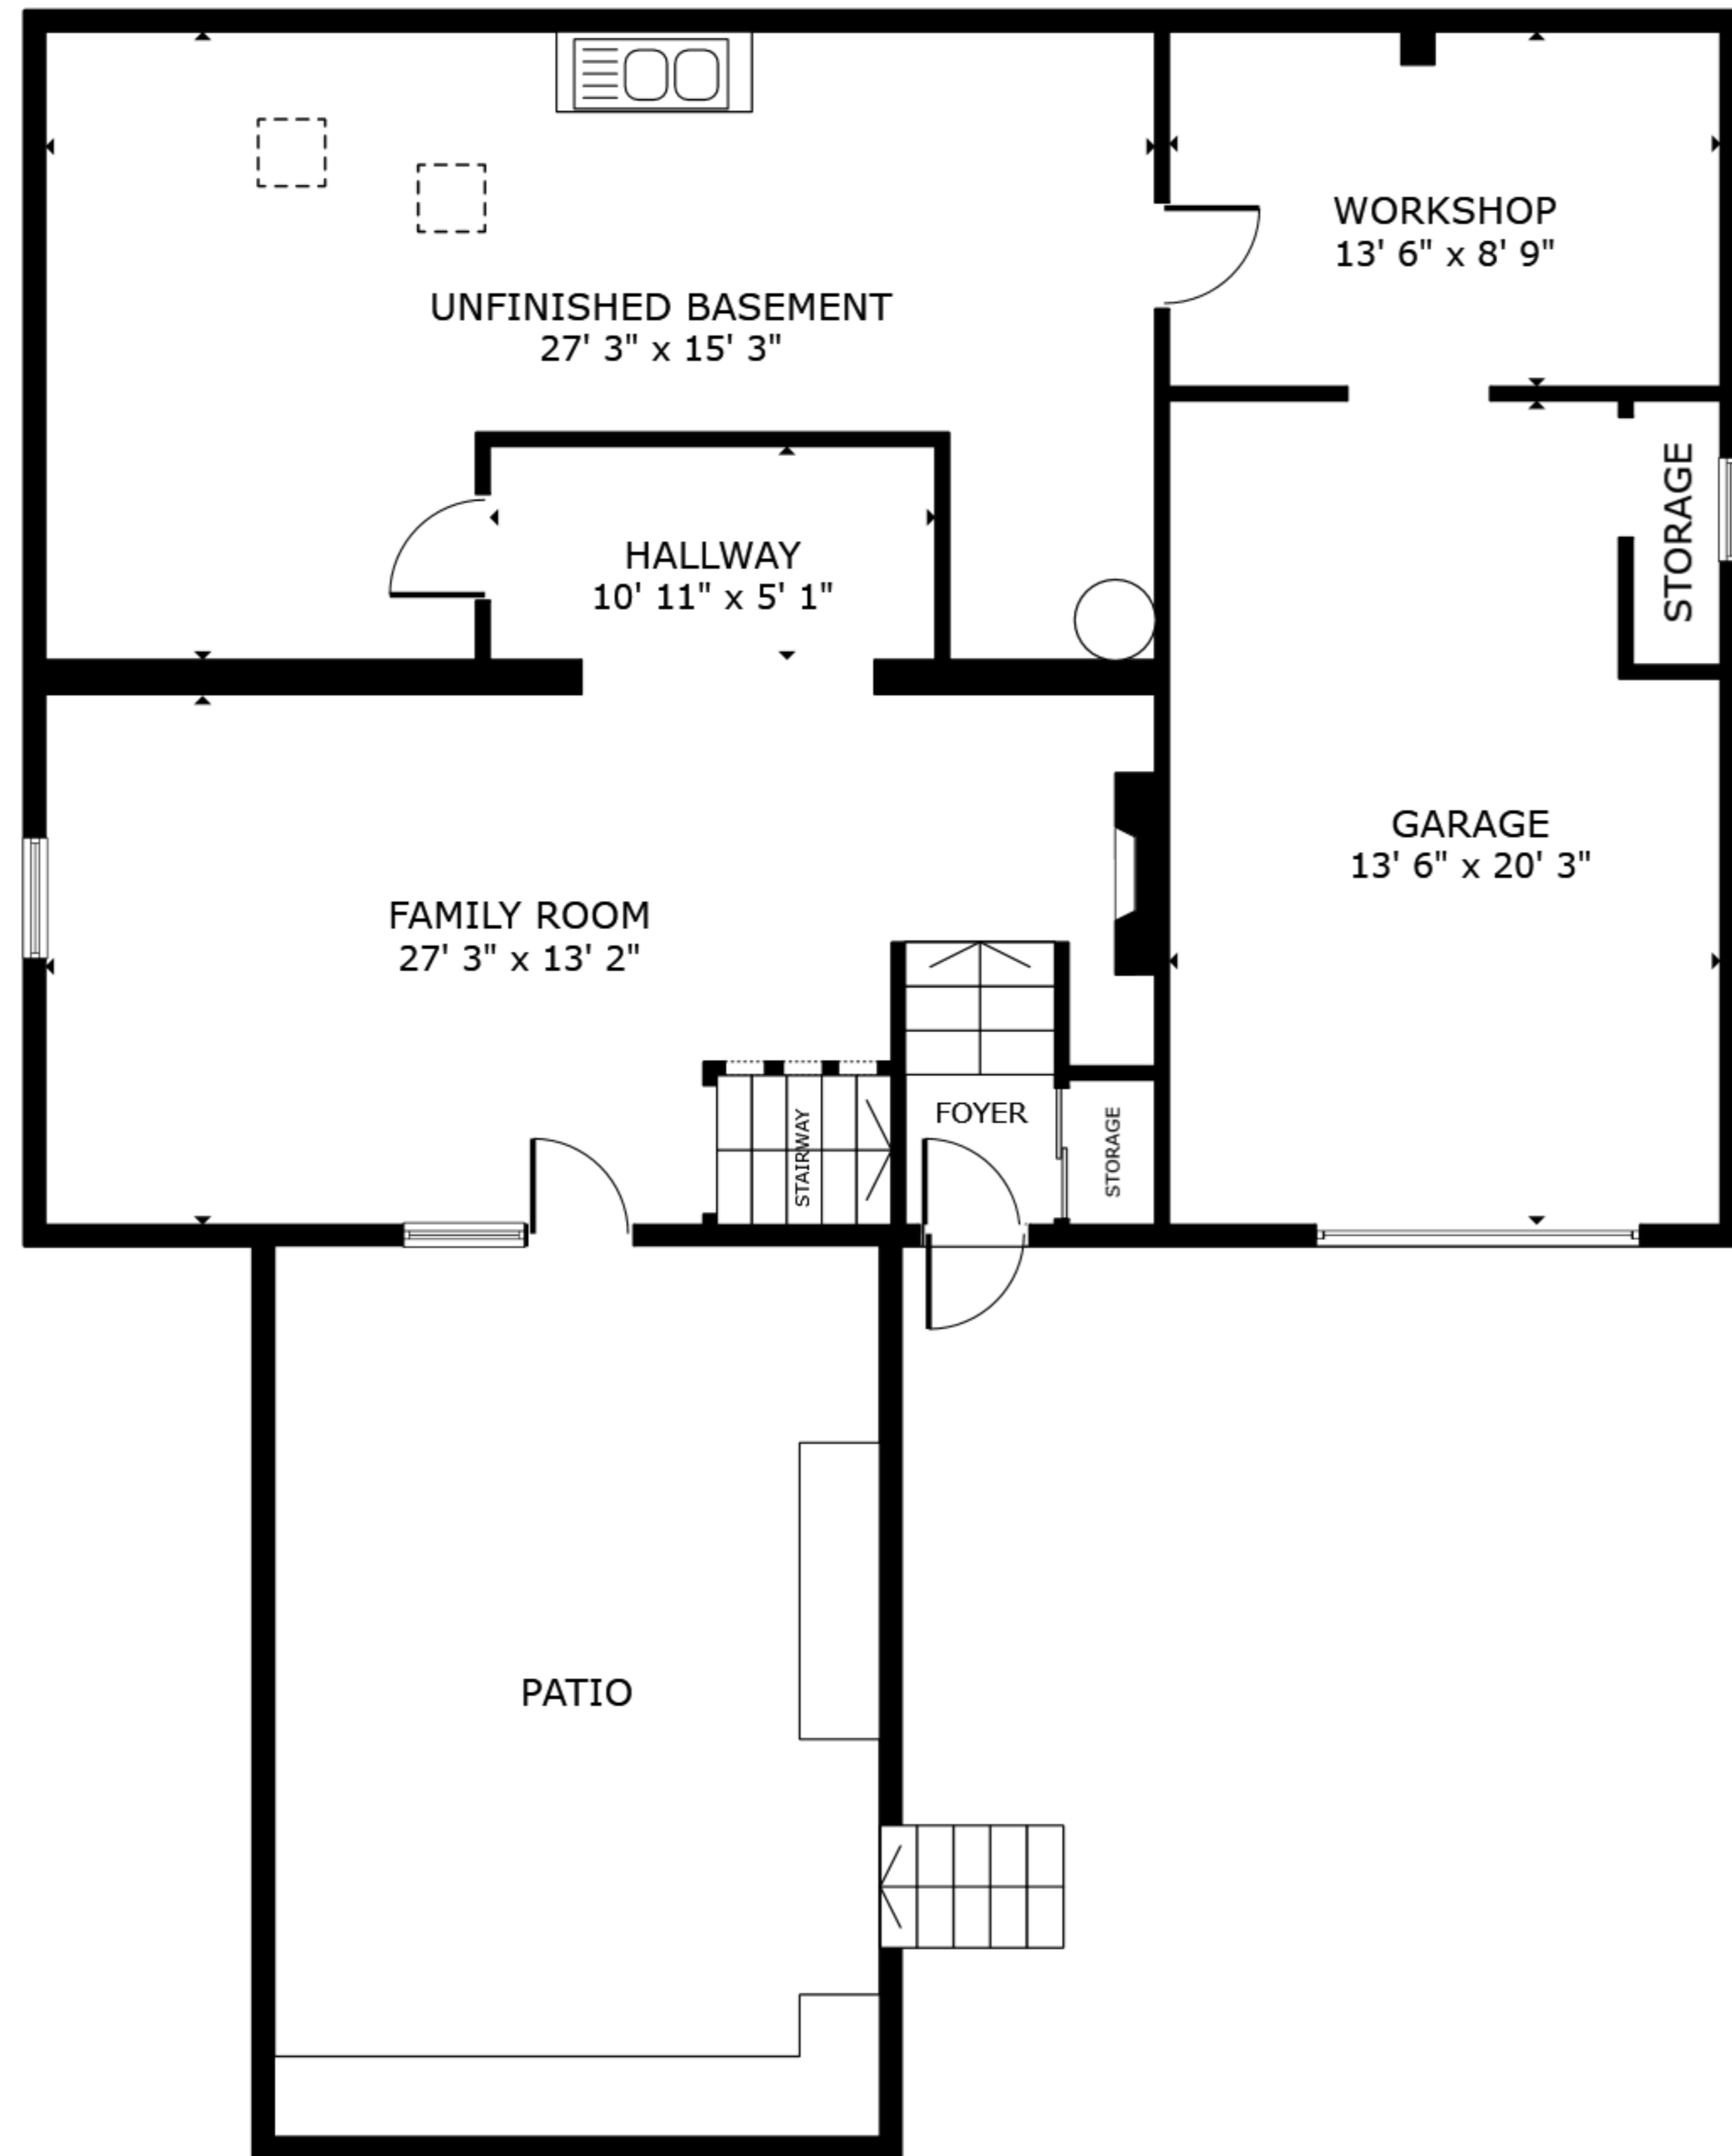 WORKSHOP
13' 6" x 8' 9"
UNFINISHED BASEMENT
27' 3" x 15' 3"
STORAGE
HALLWAY
10' 11" x 5' 1"
GARAGE
13' 6" x 20' 3"
FAMILY ROOM
27' 3" x 13' 2"
FOYER
STAIRWAY
STORAGE
PATIO